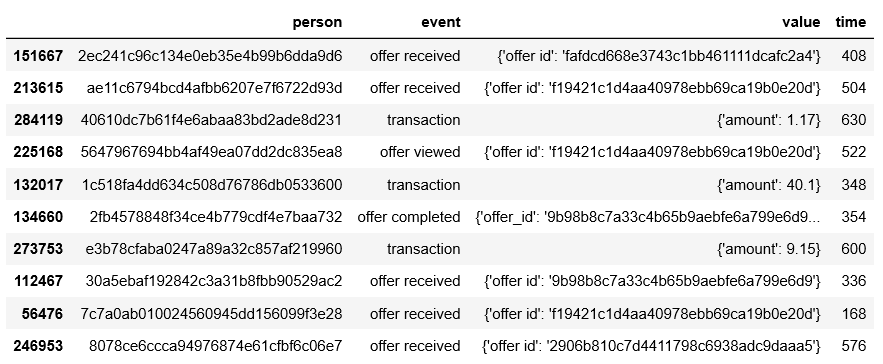 person event value time
151667 2ec241c96c134e0eb35e4b99b6dda9d6 offer received {'offer id': 'fafdcd668e3743c1bb461111dcafc2a4'} 408
213615 ae11c6794bcd4afbb6207e7f6722d93d offer received {'offer id': 'f19421c1d4aa40978ebb69ca19b0e20d'} 504
284119 40610dc7b61f4e6abaa83bd2ade8d231 transaction {'amount': 1.17} 630
225168 5647967694bb4af49ea07dd2dc835ea8 offer viewed {'offer id': 'f19421c1d4aa40978ebb69ca19b0e20d'} 522
132017 1c518fa4dd634c508d76786db0533600 transaction {'amount': 40.1} 348
134660 2fb4578848f34ce4b779cdf4e7baa732 offer completed {'offer_id': '9b98b8c7a33c4b65b9aebfe6a799e6d9... 354
273753 e3b78cfaba0247a89a32c857af219960 transaction {'amount': 9.15} 600
112467 30a5ebaf192842c3a31b8fbb90529ac2 offer received {'offer id': '9b98b8c7a33c4b65b9aebfe6a799e6d9'} 336
56476 7c7a0ab010024560945dd156099f3e28 offer received {'offer id': 'f19421c1d4aa40978ebb69ca19b0e20d'} 168
246953 8078ce6ccca94976874e61cfbf6c06e7 offer received {'offer id': '2906b810c7d4411798c6938adc9daaa5'} 576